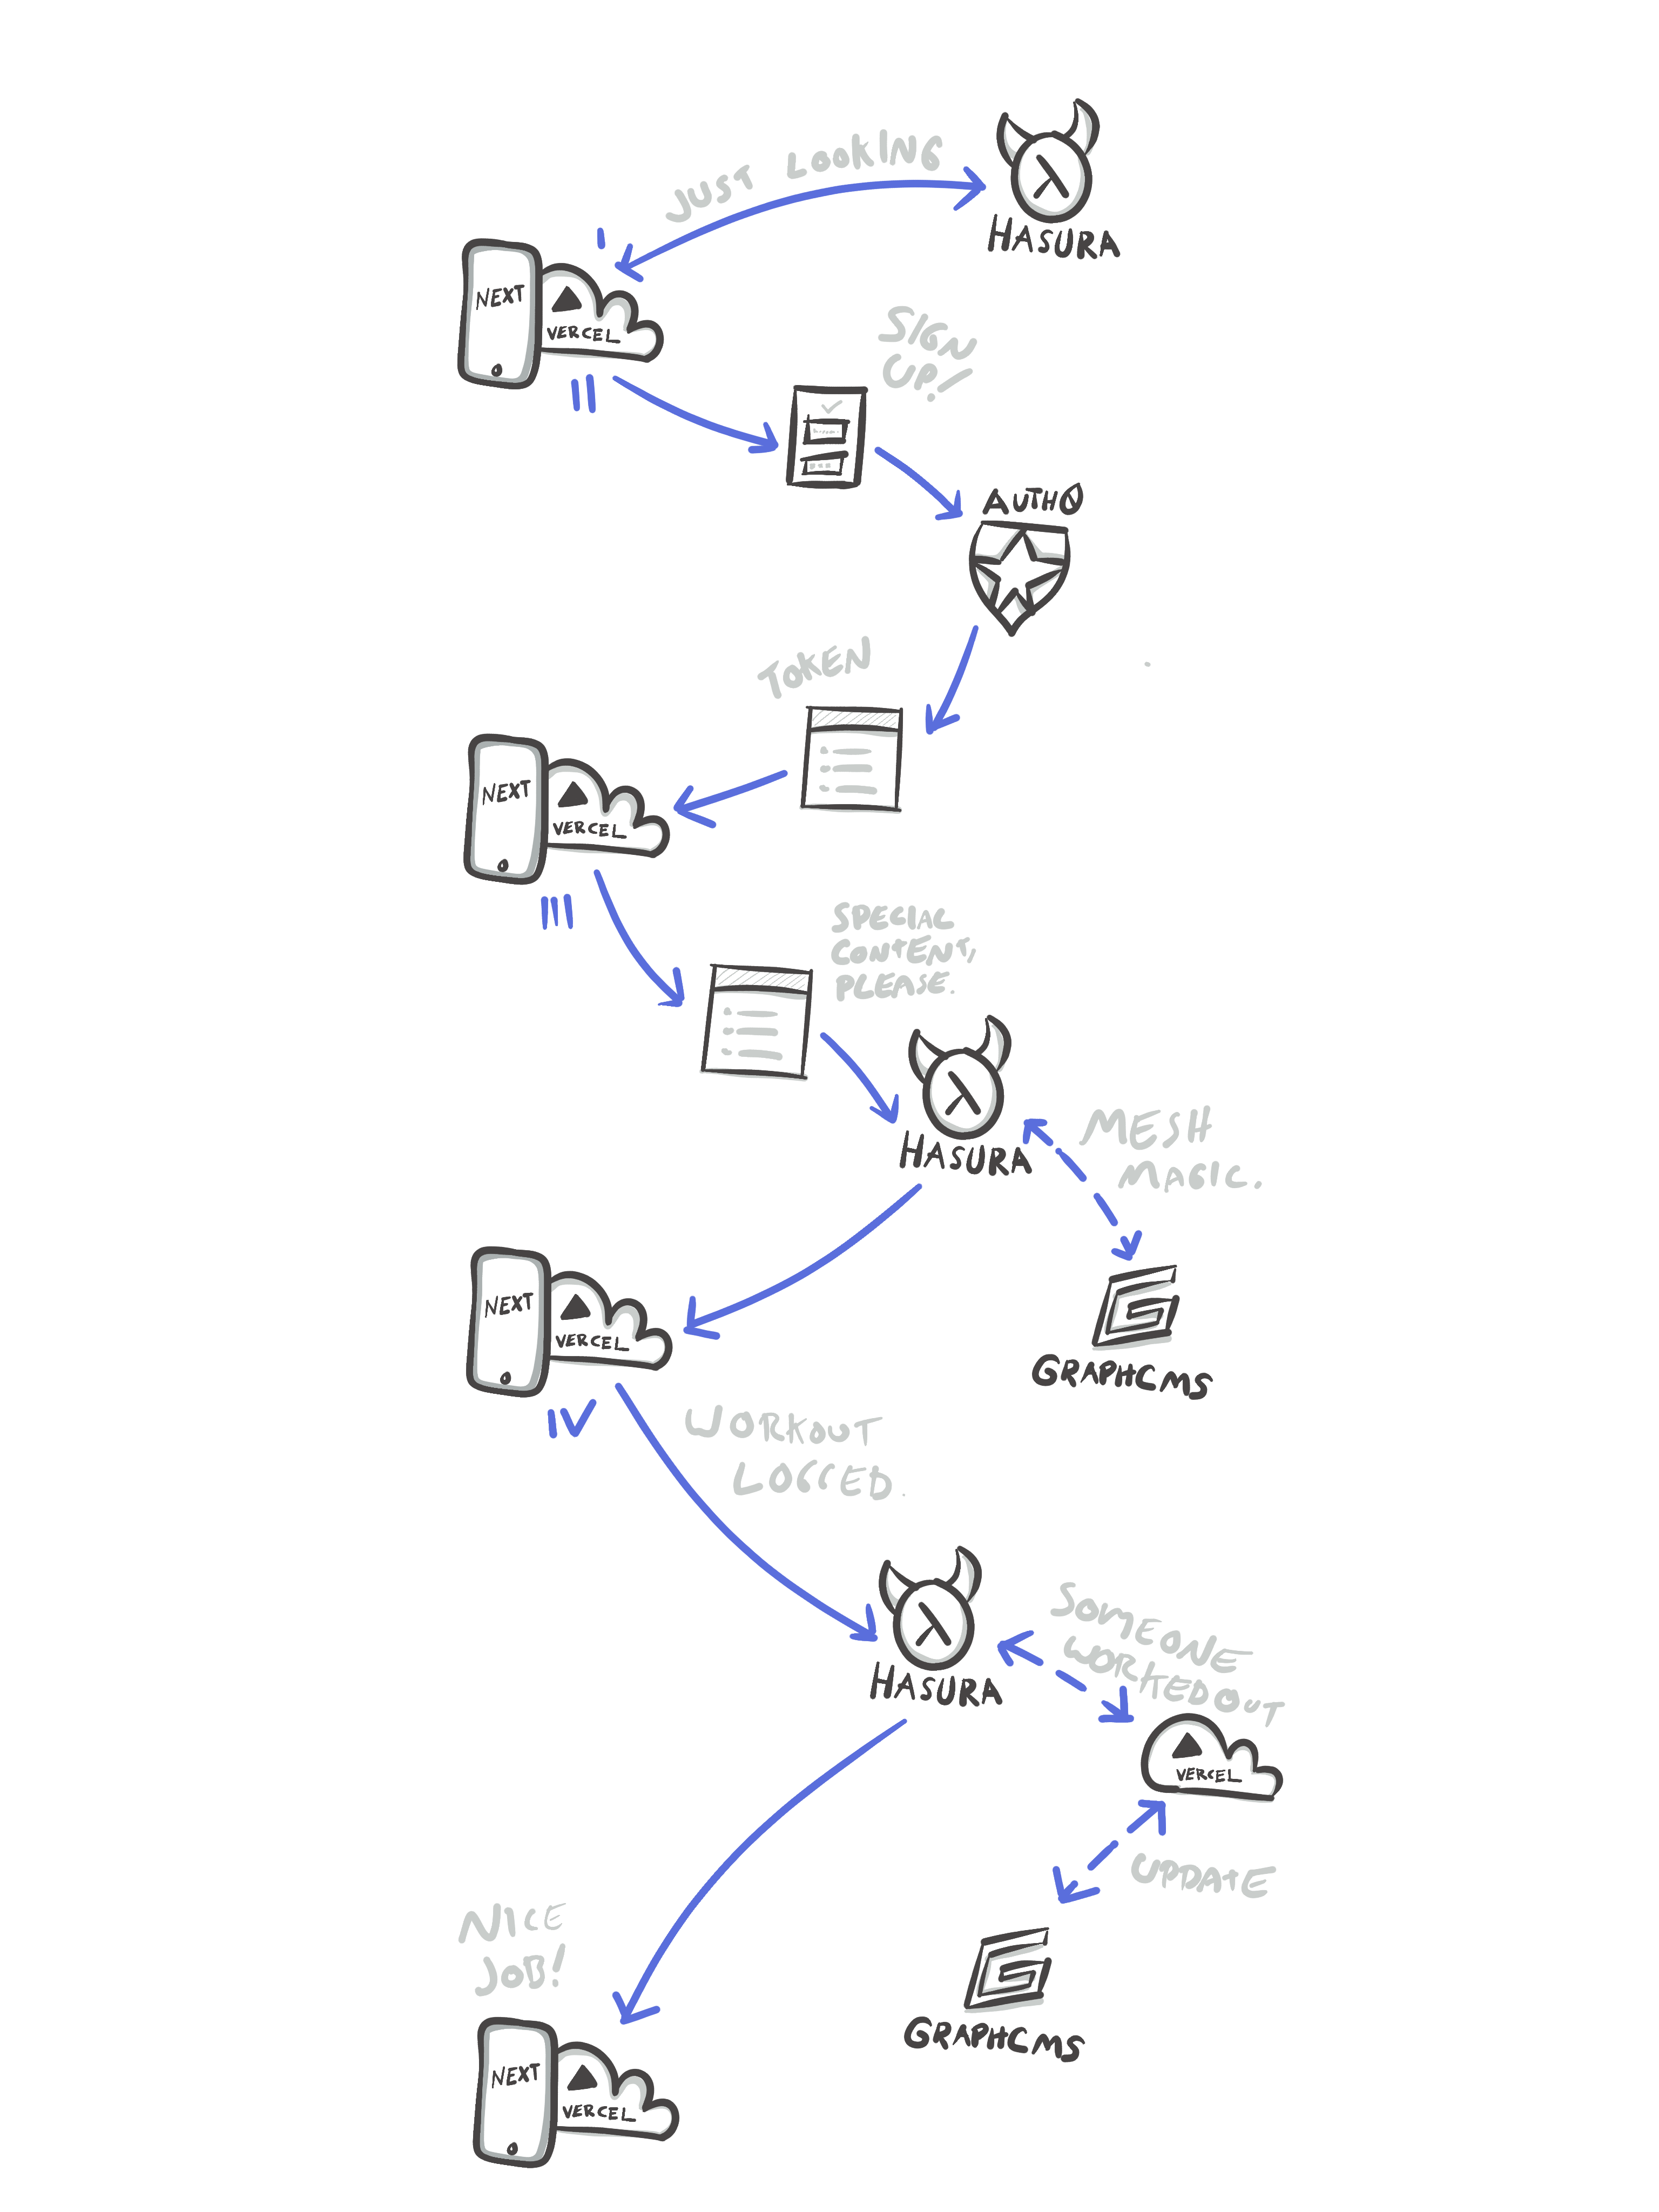 JUST LOOKING
HASURA
I
NEXT
VERCEL
II
SIGN
UP!
AUTH0
TOKEN
NEXT
VERCEL
III
SPECIAL
CONTENT,
PLEASE.
HASURA
MESH
MAGIC.
NEXT
VERCEL
GRAPHCMS
IV
WORKOUT
LOGGED.
HASURA
SOMEONE
WORKED OUT
VERCEL
UPDATE
NICE
JOB!
GRAPHCMS
NEXT
VERCEL